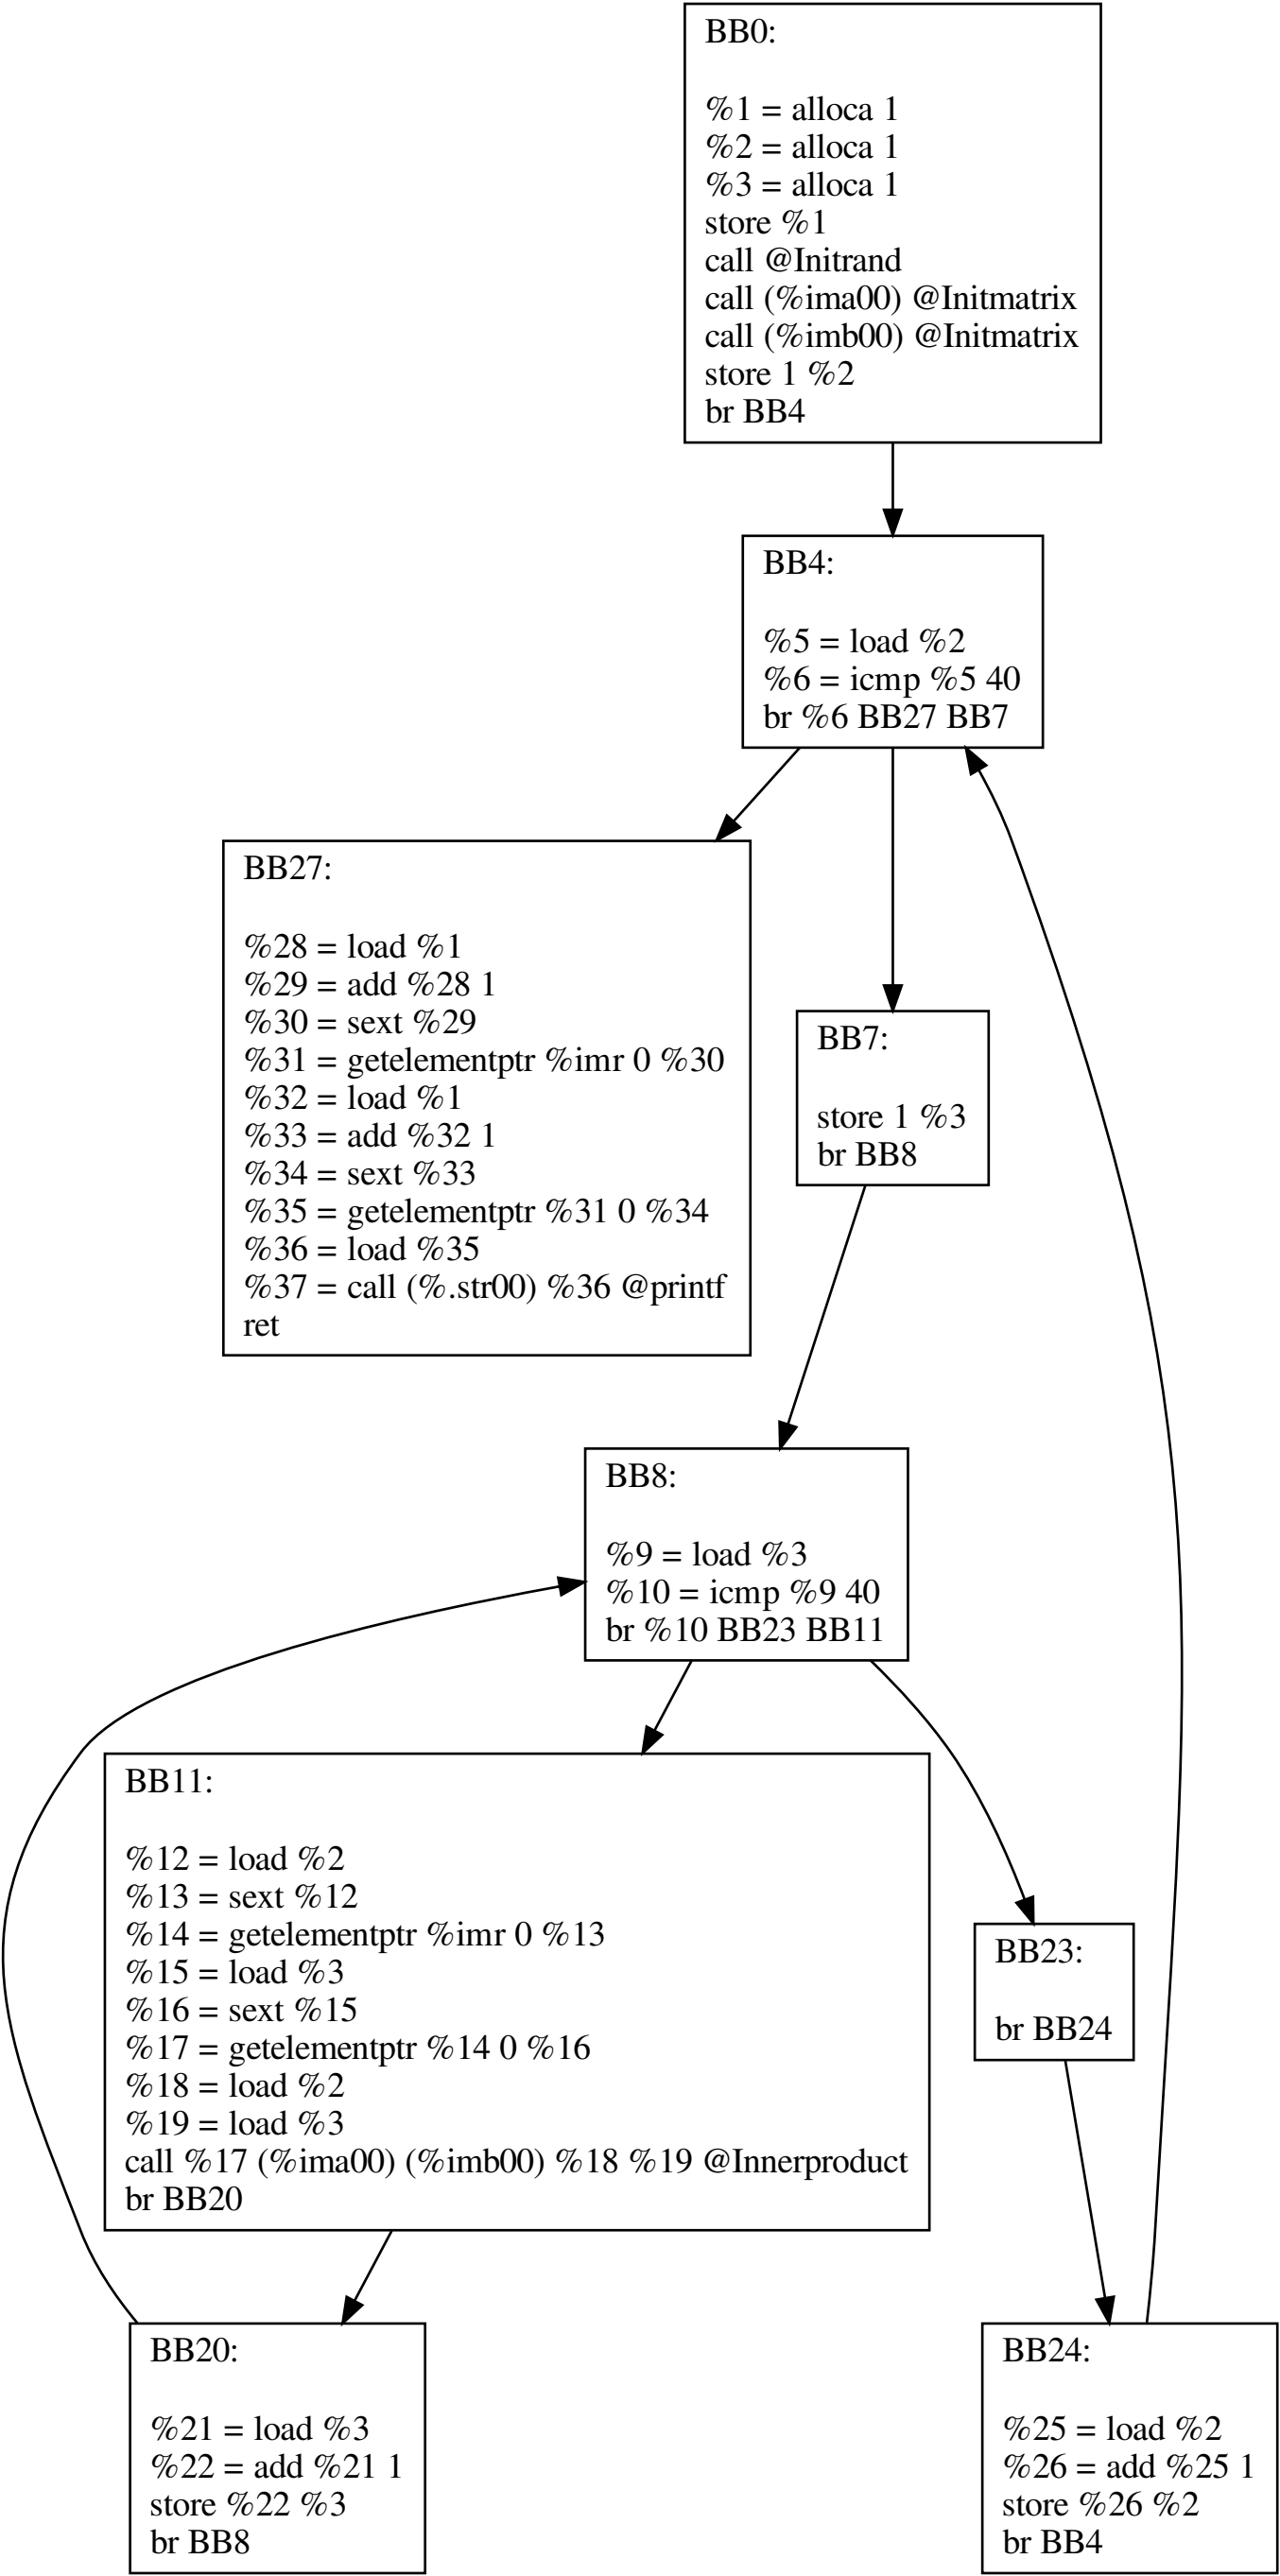 BB0:
%1 = alloca 1
%2 = alloca 1
%3 = alloca 1
store %1
call @Initrand
call (%ima00) @Initmatrix
call (%imb00) @Initmatrix
store 1 %2
br BB4
BB4:
%5 = load %2
%6 = icmp %5 40
br %6 BB27 BB7
BB27:
%28 = load %1
%29 = add %28 1
%30 = sext %29
%31 = getelementptr %imr 0 %30
%32 = load %1
%33 = add %32 1
%34 = sext %33
%35 = getelementptr %31 0 %34
%36 = load %35
%37 = call (%.str00) %36 @printf
ret
BB7:
store 1 %3
br BB8
BB8:
%9 = load %3
%10 = icmp %9 40
br %10 BB23 BB11
BB11:
%12 = load %2
%13 = sext %12
%14 = getelementptr %imr 0 %13
%15 = load %3
%16 = sext %15
%17 = getelementptr %14 0 %16
%18 = load %2
%19 = load %3
call %17 (%ima00) (%imb00) %18 %19 @Innerproduct
br BB20
BB23:
br BB24
BB20:
%21 = load %3
%22 = add %21 1
store %22 %3
br BB8
BB24:
%25 = load %2
%26 = add %25 1
store %26 %2
br BB4